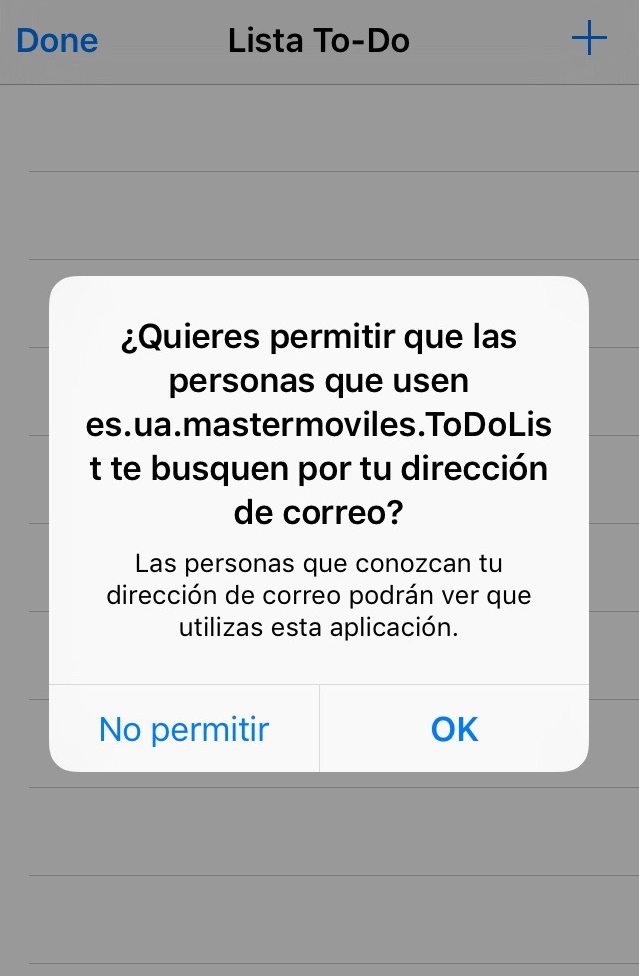 Done Lista To-Do +
¿Quieres permitir que las
personas que usen
es.ua.mastermoviles.ToDoLis
t te busquen por tu dirección
de correo?
Las personas que conozcan tu
dirección de correo podrán ver que
utilizas esta aplicación.
No permitir OK